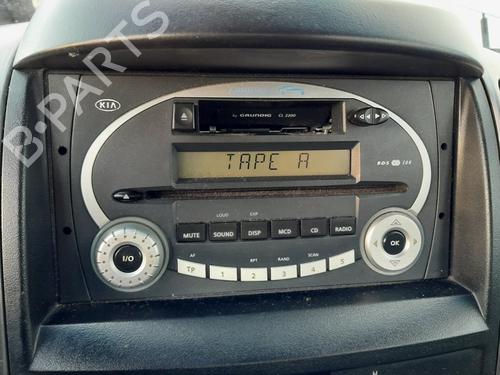 B-PARTS
KIA
by GRUNDIG CL 2200
TAPE A
RDS
LOUD EXP
MUTE SOUND DISP MCD CD RADIO
AF RPT RAND SCAN
TP 1 2 3 4 5
I/O
OK